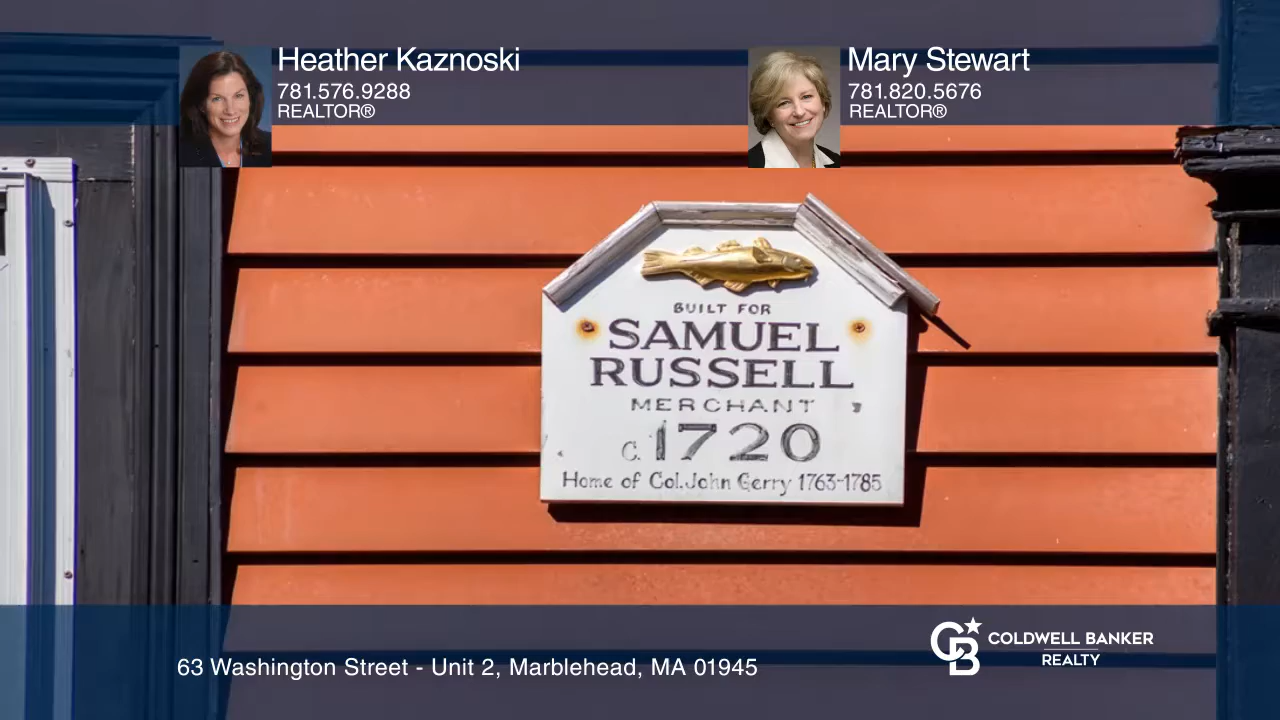 Heather Kaznoski
781.576.9288
REALTOR®
Mary Stewart
781.820.5676
REALTOR®
BUILT FOR
SAMUEL
RUSSELL
MERCHANT
C.1720
Home of Col.John Gerry 1763-1785
63 Washington Street - Unit 2, Marblehead, MA 01945
CB
COLDWELL BANKER
REALTY